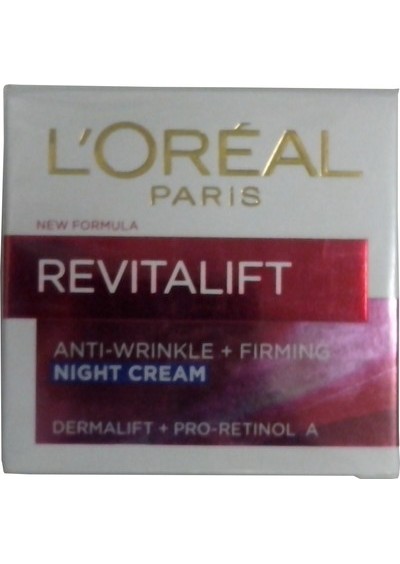 L'ORÉAL
PARIS
NEW FORMULA
REVITALIFT
ANTI-WRINKLE + FIRMING
NIGHT CREAM
DERMALIFT + PRO-RETINOL A